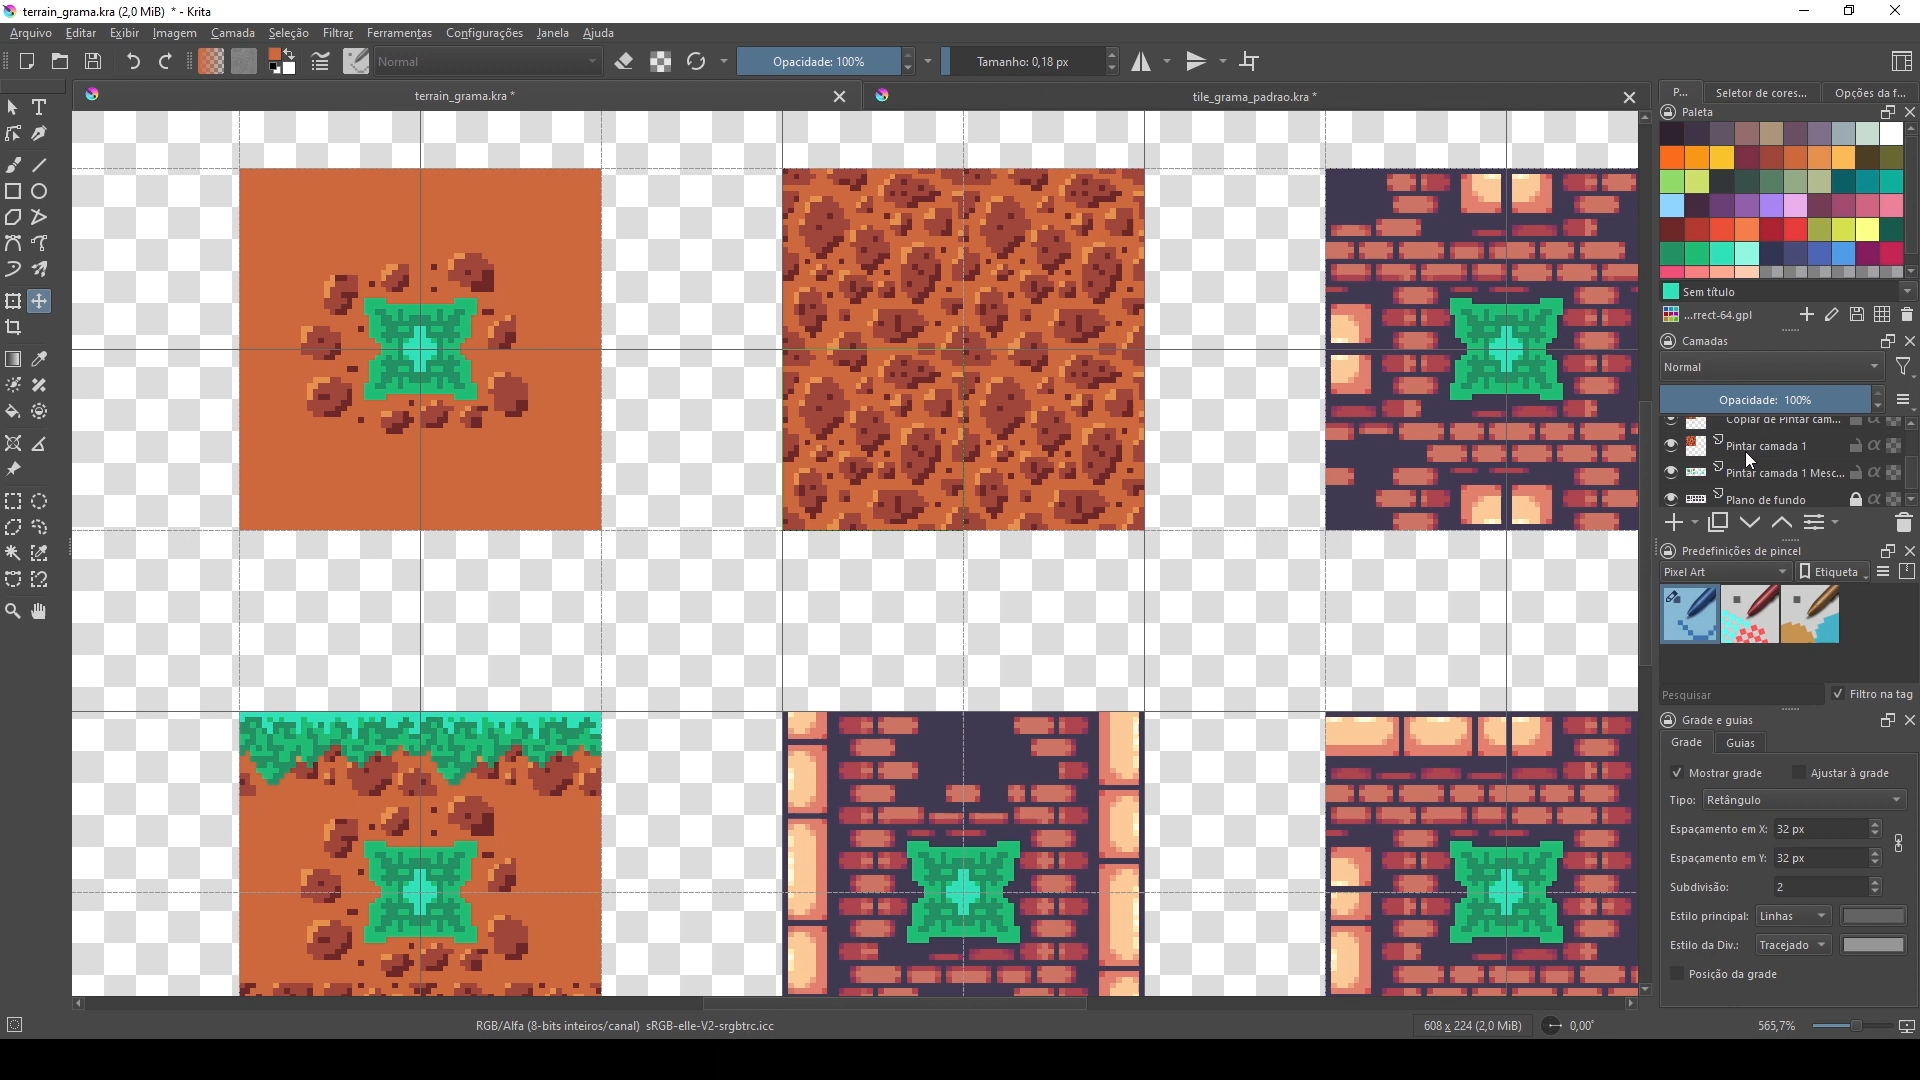 terrain_grama.kra (2,0 MiB) * - Krita
Arquivo Editar Exibir Imagem Camada Seleção Filtrar Ferramentas Configurações Janela Ajuda
Normal Opacidade: 100% Tamanho: 0,18 px
terrain_grama.kra * tile_grama_padrao.kra *
P... Seletor de cores... Opções da f...
Paleta
Sem título
...rrect-64.gpl
Camadas
Normal
Opacidade: 100%
Copiar de Pintar cam...
Pintar camada 1
Pintar camada 1 Mesc...
Plano de fundo
Predefinições de pincel
Pixel Art Etiqueta
Pesquisar Filtro na tag
Grade e guias
Grade Guias
Mostrar grade Ajustar à grade
Tipo: Retângulo
Espaçamento em X: 32 px
Espaçamento em Y: 32 px
Subdivisão: 2
Estilo principal: Linhas
Estilo da Div.: Tracejado
Posição da grade
RGB/Alfa (8-bits inteiros/canal) sRGB-elle-V2-srgbtrc.icc 608 x 224 (2,0 MiB) 0,00° 565,7%